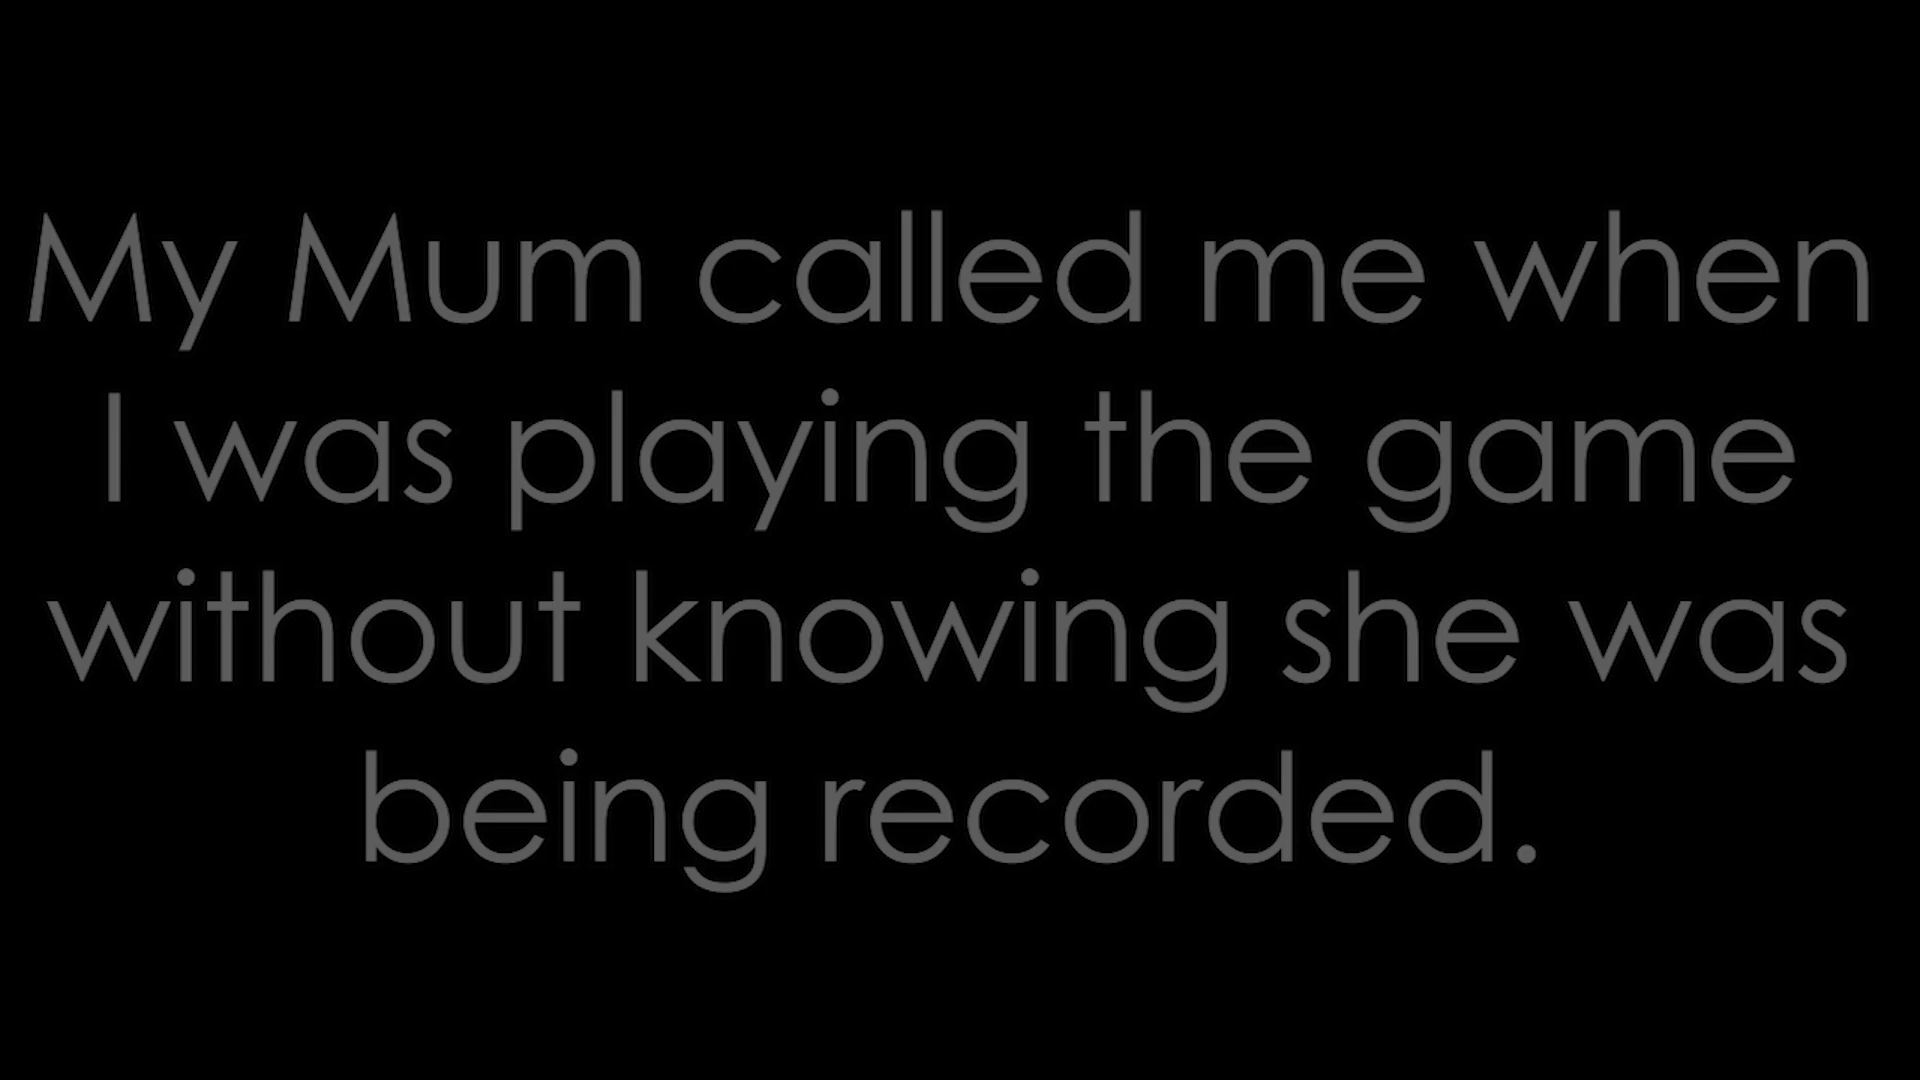 My Mum called me when
I was playing the game
without knowing she was
being recorded.